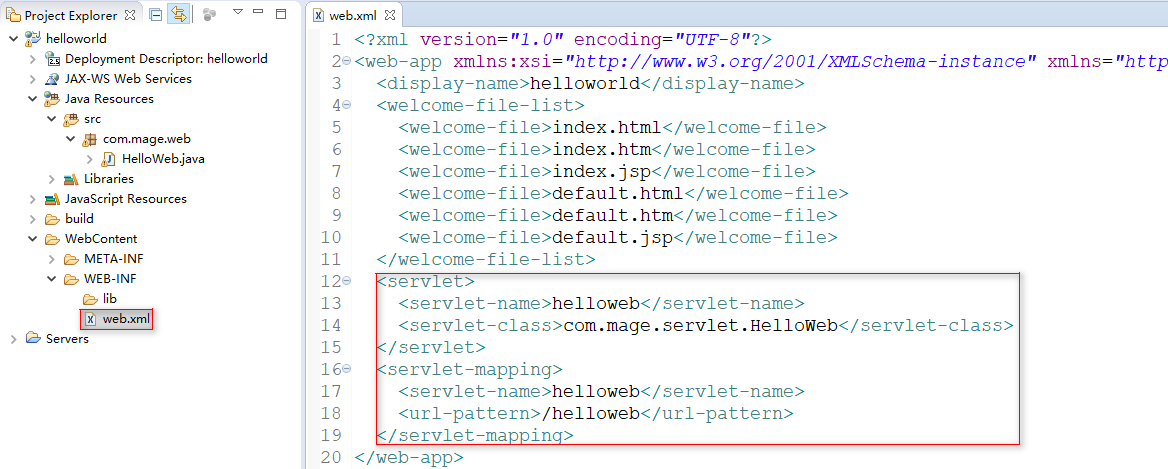 Project Explorer
helloworld
Deployment Descriptor: helloworld
JAX-WS Web Services
Java Resources
src
com.mage.web
HelloWeb.java
Libraries
JavaScript Resources
build
WebContent
META-INF
WEB-INF
lib
web.xml
Servers
web.xml
1 <?xml version="1.0" encoding="UTF-8"?>
2 <web-app xmlns:xsi="http://www.w3.org/2001/XMLSchema-instance" xmlns="http
3 <display-name>helloworld</display-name>
4 <welcome-file-list>
5 <welcome-file>index.html</welcome-file>
6 <welcome-file>index.htm</welcome-file>
7 <welcome-file>index.jsp</welcome-file>
8 <welcome-file>default.html</welcome-file>
9 <welcome-file>default.htm</welcome-file>
10 <welcome-file>default.jsp</welcome-file>
11 </welcome-file-list>
12 <servlet>
13 <servlet-name>helloweb</servlet-name>
14 <servlet-class>com.mage.servlet.HelloWeb</servlet-class>
15 </servlet>
16 <servlet-mapping>
17 <servlet-name>helloweb</servlet-name>
18 <url-pattern>/helloweb</url-pattern>
19 </servlet-mapping>
20 </web-app>